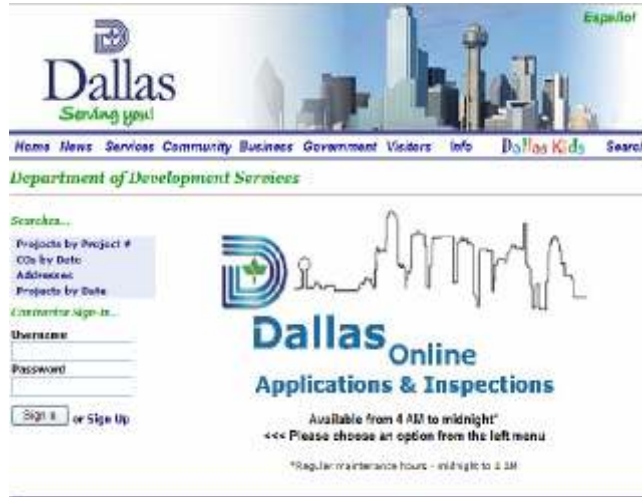 Español
Dallas
Serving you!
Home News Services Community Business Government Visitors Info Dallas Kids Search
Department of Development Services
Searches...
Projects by Project #
COs by Date
Addresses
Projects by Date
Contractor Sign-In...
Username
Password
Sign In or Sign Up
Dallas Online
Applications & Inspections
Available from 4 AM to midnight*
<<< Please choose an option from the left menu
*Regular maintenance hours - midnight to